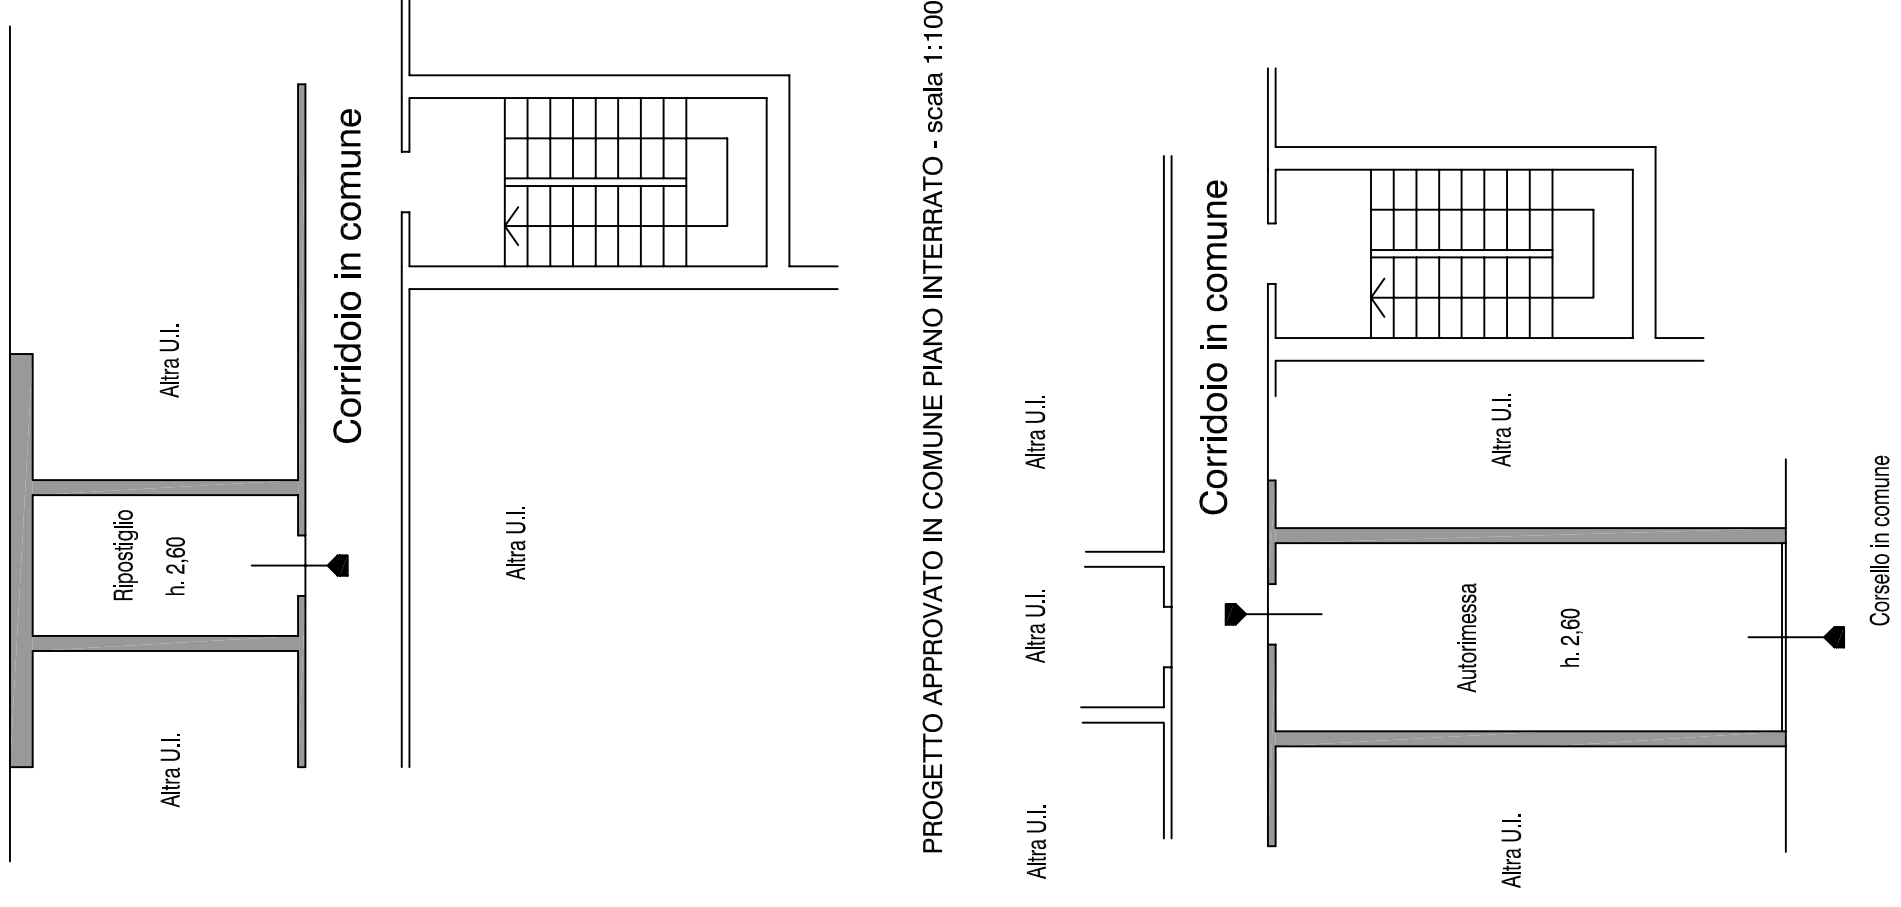 Altra U.I.
Ripostiglio
h. 2,60
Altra U.I.
Corridoio in comune
Altra U.I.
PROGETTO APPROVATO IN COMUNE PIANO INTERRATO - scala 1:100
Altra U.I.
Altra U.I.
Altra U.I.
Corridoio in comune
Altra U.I.
Autorimessa
h. 2,60
Altra U.I.
Corsello in comune